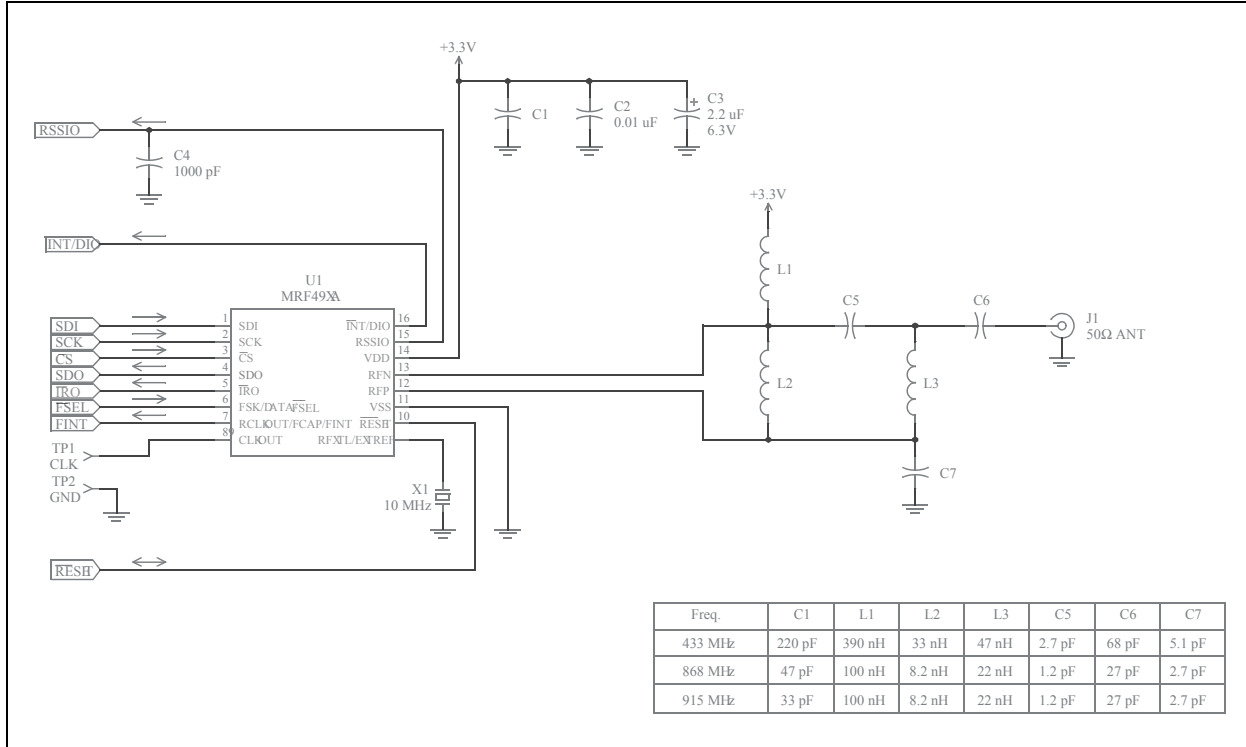 +3.3V
C1
C2
0.01 uF
C3
2.2 uF
6.3V
+
RSSIO
C4
1000 pF
INT/DIO
U1
MRF49XA
SDI
SCK
CS
SDO
IRO
FSEL
FINT
1 SDI
2 SCK
3 CS
4 SDO
5 IRO
6 FSK/DATA/FSEL
7 RCLKOUT/FCAP/FINT
8 CLKOUT
INT/DIO 16
RSSIO 15
VDD 14
RFN 13
RFP 12
VSS 11
RESET 10
RFXTL/EXTREF 9
TP1
CLK
TP2
GND
X1
10 MHz
RESET
+3.3V
L1
L2
C5
L3
C6
C7
J1
50Ω ANT
Freq. C1 L1 L2 L3 C5 C6 C7
433 MHz 220 pF 390 nH 33 nH 47 nH 2.7 pF 68 pF 5.1 pF
868 MHz 47 pF 100 nH 8.2 nH 22 nH 1.2 pF 27 pF 2.7 pF
915 MHz 33 pF 100 nH 8.2 nH 22 nH 1.2 pF 27 pF 2.7 pF